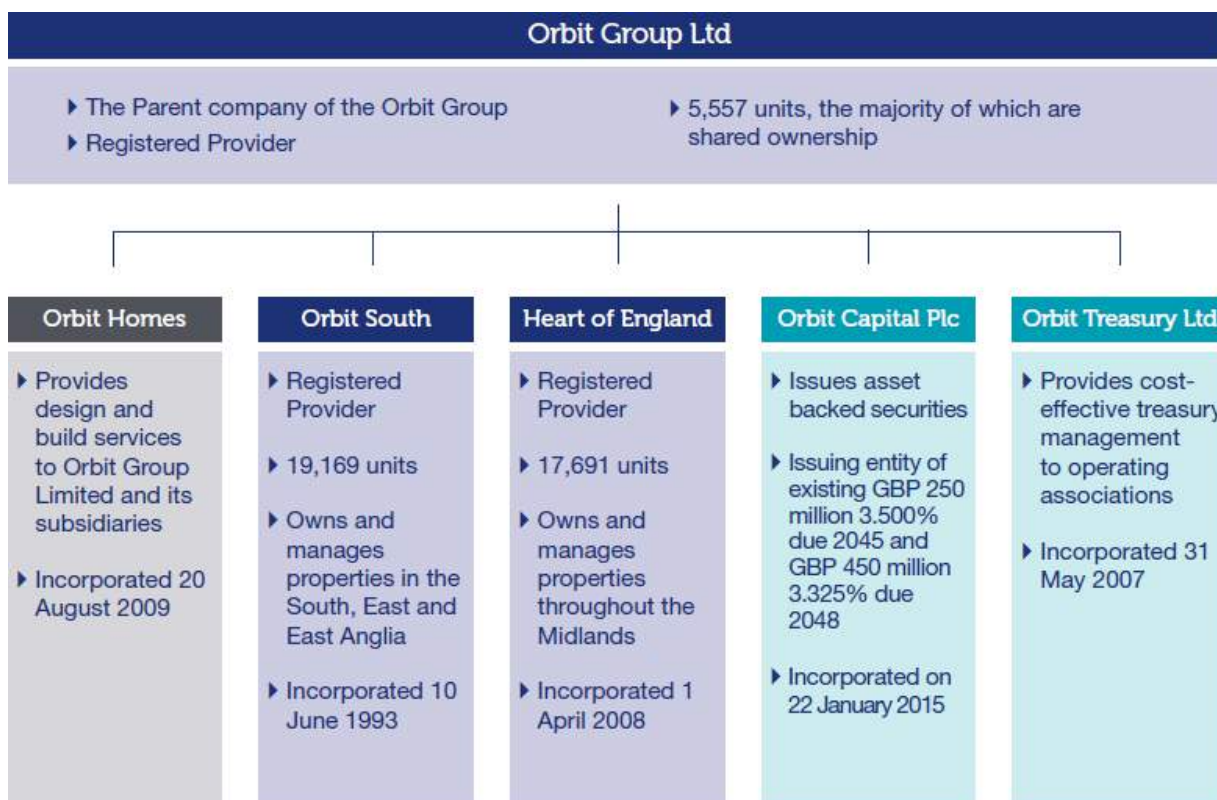 Orbit Group Ltd
The Parent company of the Orbit Group
Registered Provider
5,557 units, the majority of which are
shared ownership
Orbit Homes
Provides
design and
build services
to Orbit Group
Limited and its
subsidiaries
Incorporated 20
August 2009
Orbit South
Registered
Provider
19,169 units
Owns and
manages
properties in the
South, East and
East Anglia
Incorporated 10
June 1993
Heart of England
Registered
Provider
17,691 units
Owns and
manages
properties
throughout the
Midlands
Incorporated 1
April 2008
Orbit Capital Plc
Issues asset
backed securities
Issuing entity of
existing GBP 250
million 3.500%
due 2045 and
GBP 450 million
3.325% due
2048
Incorporated on
22 January 2015
Orbit Treasury Ltd
Provides cost-
effective treasury
management
to operating
associations
Incorporated 31
May 2007